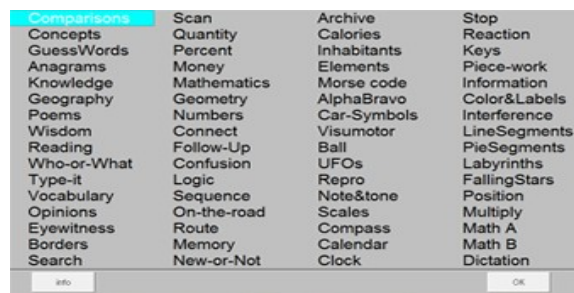 Comparisons Scan Archive Stop
Concepts Quantity Calories Reaction
GuessWords Percent Inhabitants Keys
Anagrams Money Elements Piece-work
Knowledge Mathematics Morse code Information
Geography Geometry AlphaBravo Color&Labels
Poems Numbers Car-Symbols Interference
Wisdom Connect Visumotor LineSegments
Reading Follow-Up Ball PieSegments
Who-or-What Confusion UFOs Labyrinths
Type-it Logic Repro FallingStars
Vocabulary Sequence Note&tone Position
Opinions On-the-road Scales Multiply
Eyewitness Route Compass Math A
Borders Memory Calendar Math B
Search New-or-Not Clock Dictation
info OK